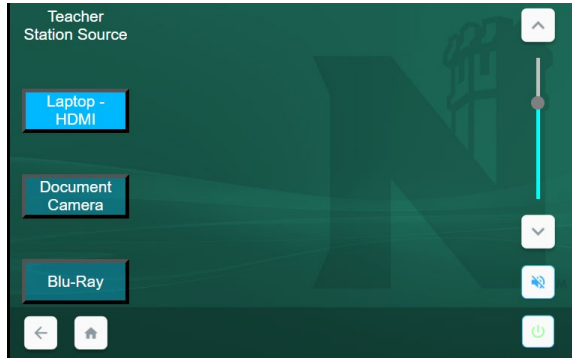 Teacher
Station Source
Laptop -
HDMI
Document
Camera
Blu-Ray
N